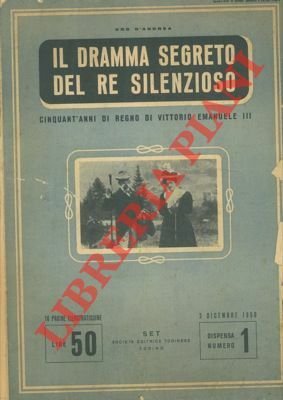 UGO D'ANDREA
IL DRAMMA SEGRETO
DEL RE SILENZIOSO
CINQUANT'ANNI DI REGNO DI VITTORIO EMANUELE III
LIBRERIA PIANI
16 PAGINE ILLUSTRATISSIME
LIRE 50
SET
SOCIETÀ EDITRICE TORINESE
TORINO
3 DICEMBRE 1950
DISPENSA
NUMERO 1